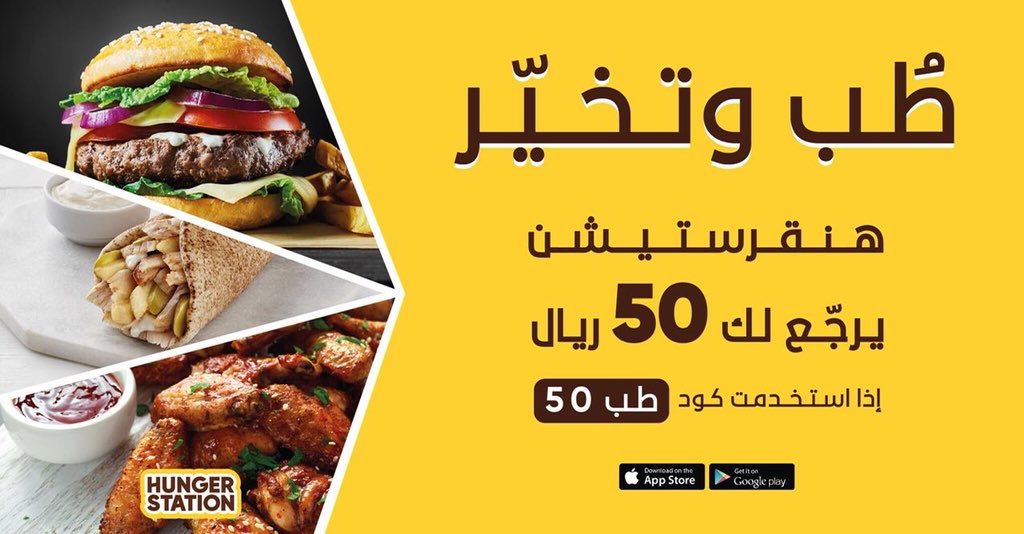 طُب وتخيّر
هنقرستيشن
يرجّع لك 50 ريال
إذا استخدمت كود طب 50
Download on the
App Store
Get it on
Google play
HUNGER
STATION